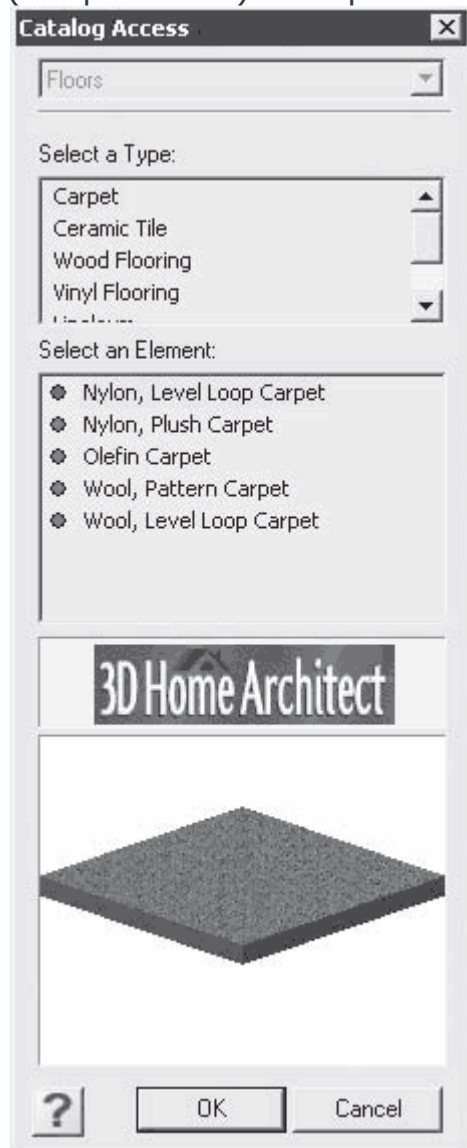 Catalog Access
Floors
Select a Type:
Carpet
Ceramic Tile
Wood Flooring
Vinyl Flooring
Select an Element:
Nylon, Level Loop Carpet
Nylon, Plush Carpet
Olefin Carpet
Wool, Pattern Carpet
Wool, Level Loop Carpet
3D Home Architect
? OK Cancel